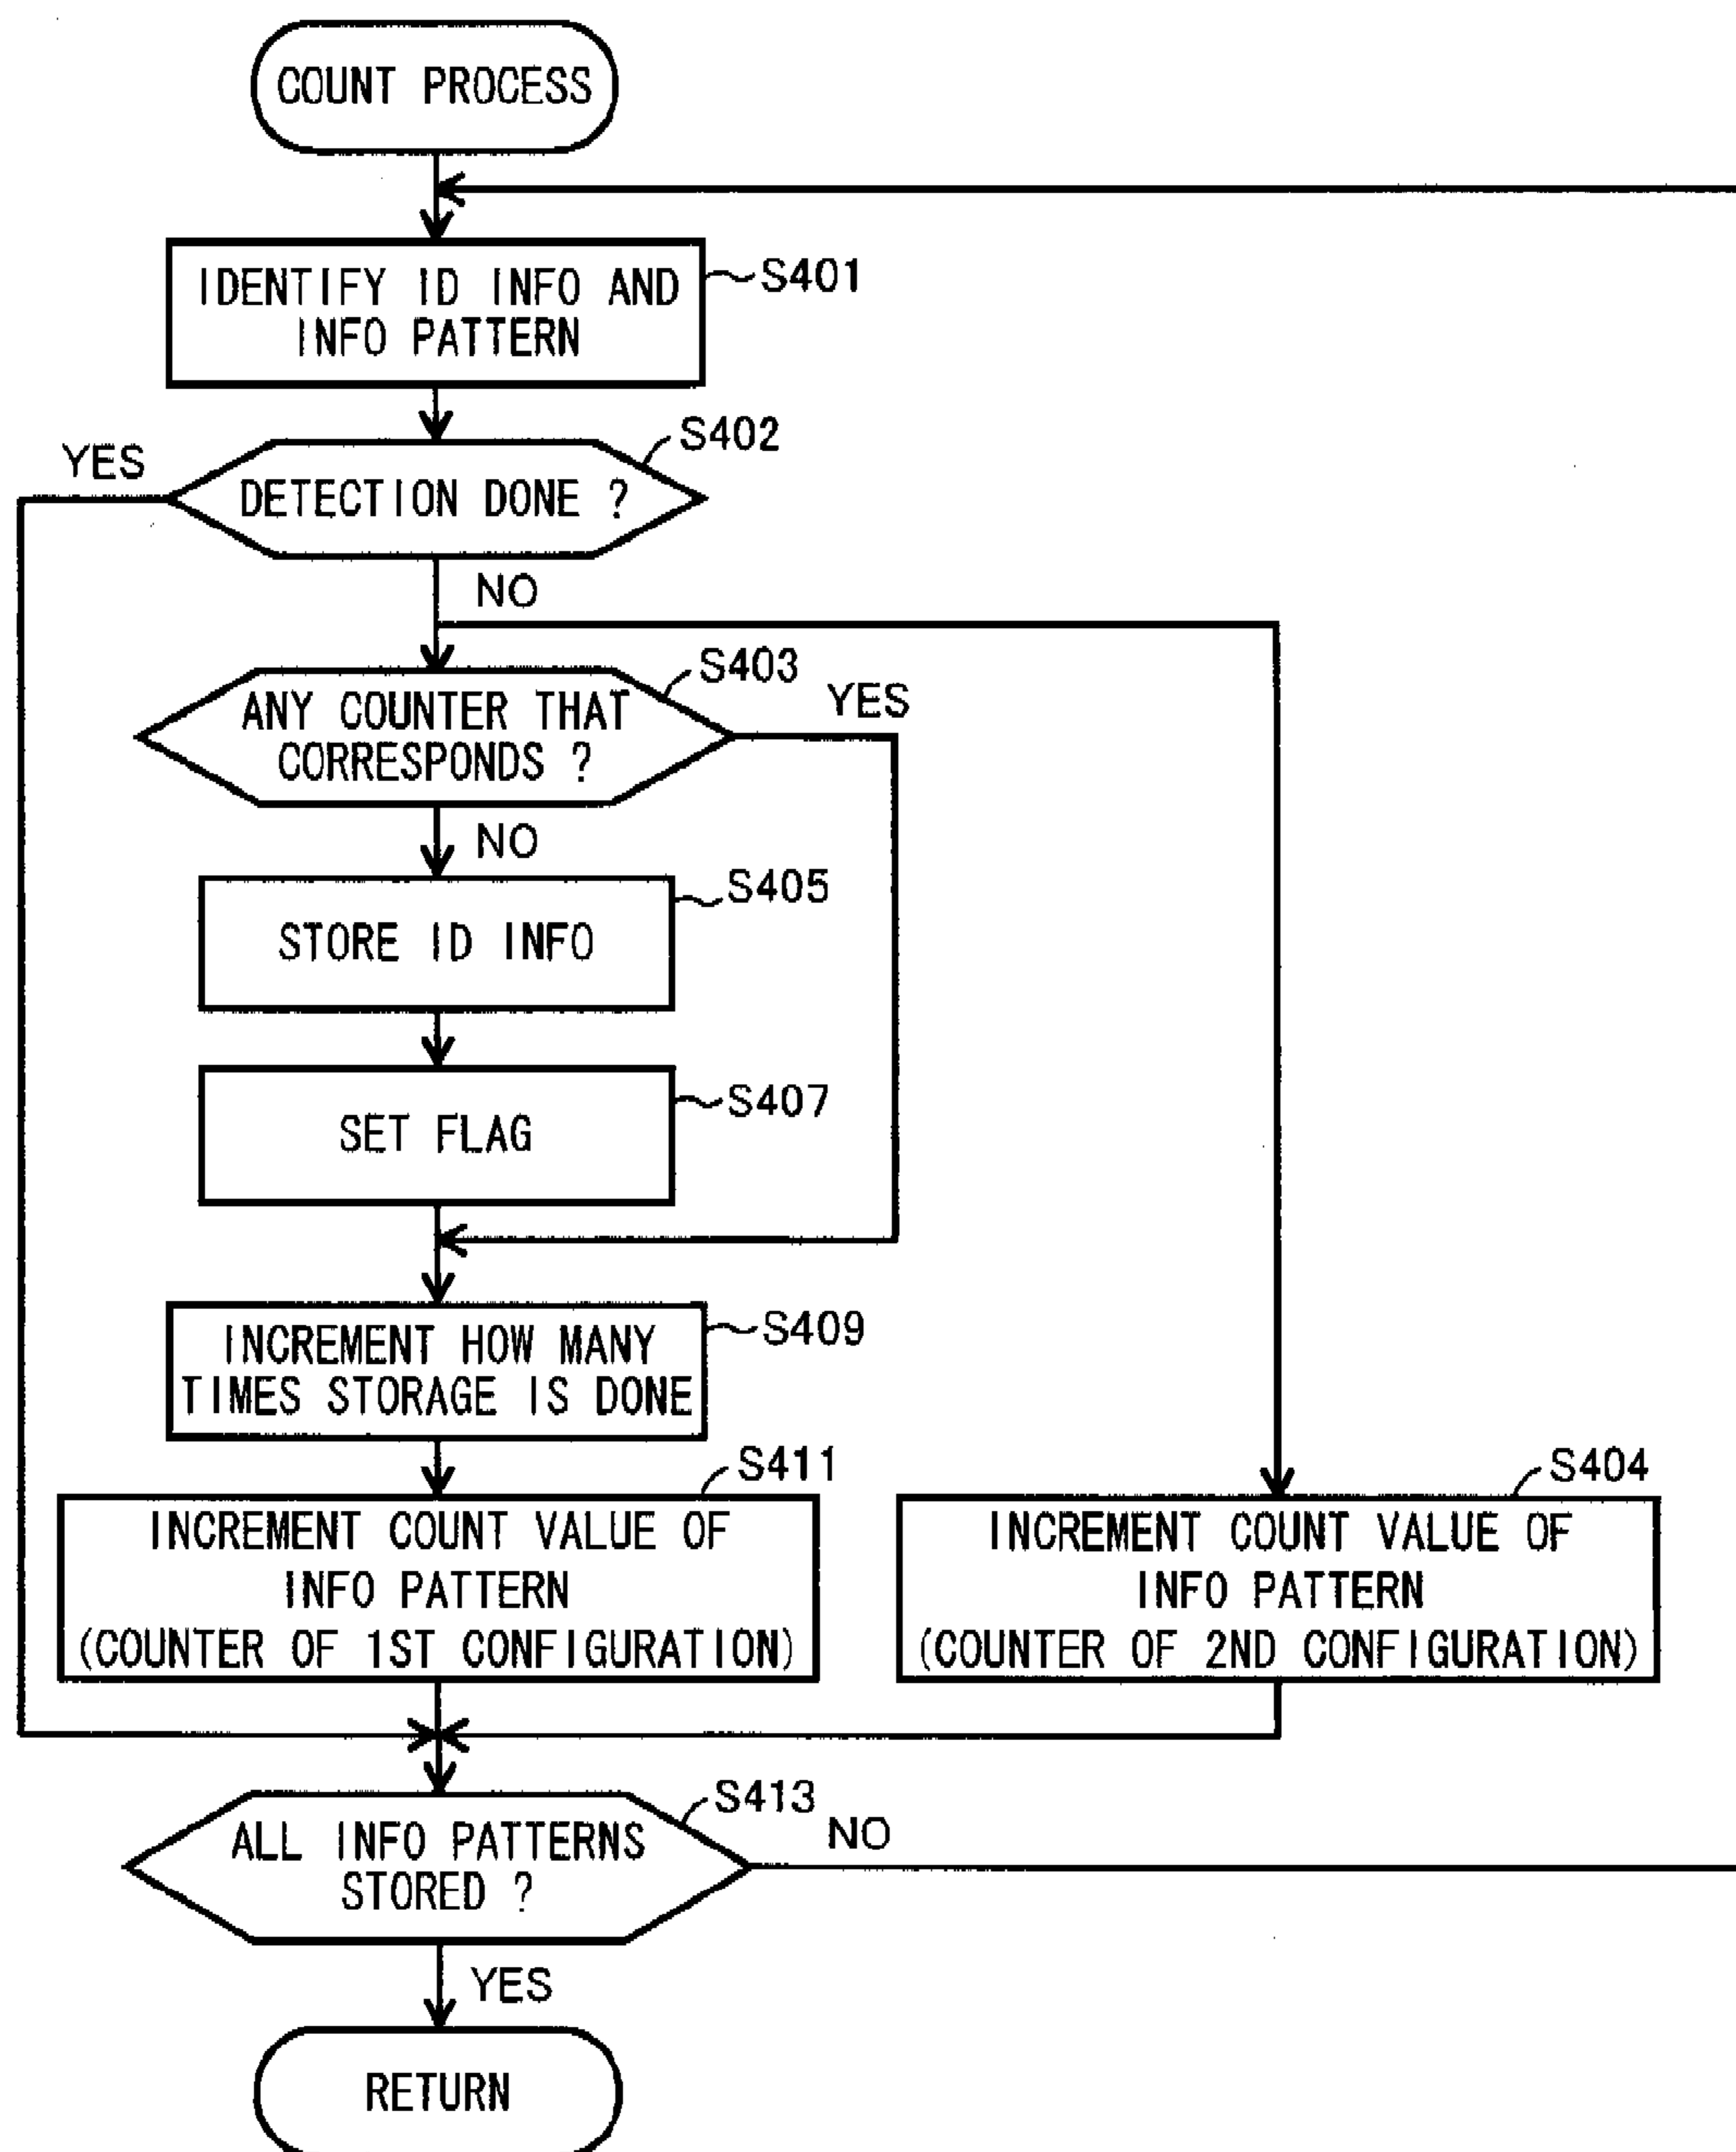 COUNT PROCESS
IDENTIFY ID INFO AND
INFO PATTERN
S401
S402
YES
DETECTION DONE ?
NO
S403
ANY COUNTER THAT
CORRESPONDS ?
YES
NO
S405
STORE ID INFO
S407
SET FLAG
S409
INCREMENT HOW MANY
TIMES STORAGE IS DONE
S411
INCREMENT COUNT VALUE OF
INFO PATTERN
(COUNTER OF 1ST CONFIGURATION)
S404
INCREMENT COUNT VALUE OF
INFO PATTERN
(COUNTER OF 2ND CONFIGURATION)
S413
ALL INFO PATTERNS
STORED ?
NO
YES
RETURN